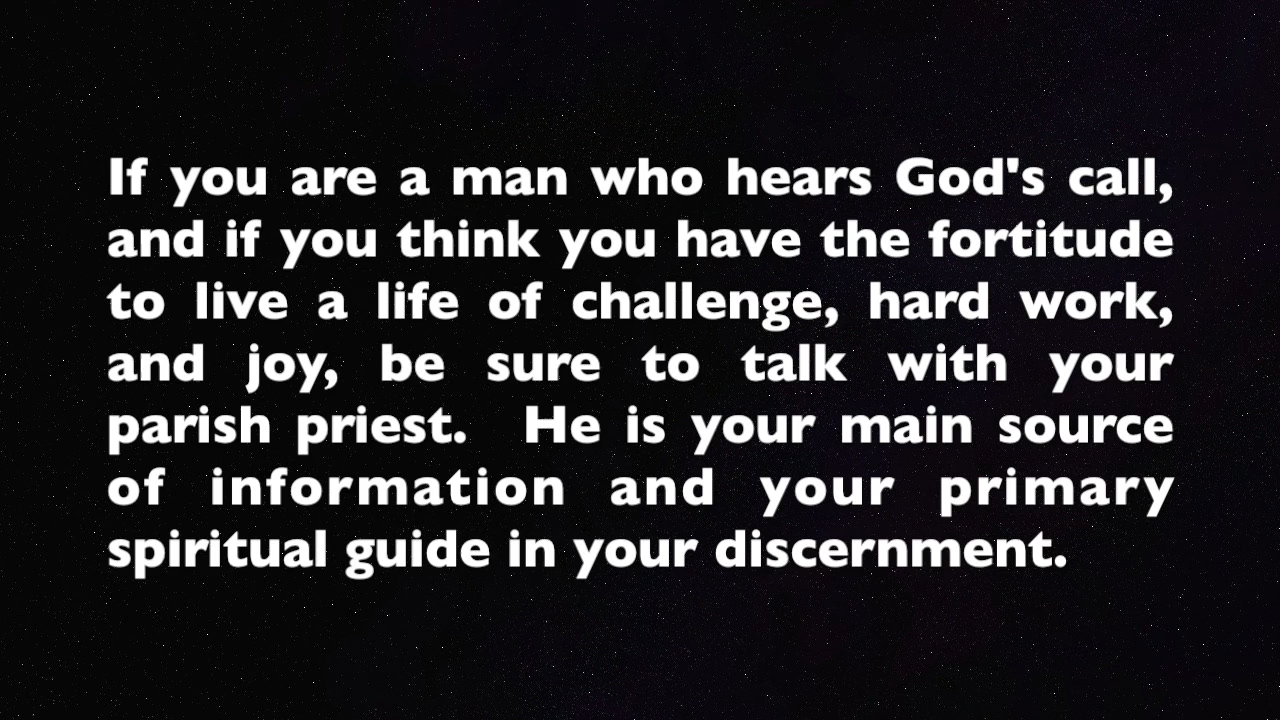 If you are a man who hears God's call,
and if you think you have the fortitude
to live a life of challenge, hard work,
and joy, be sure to talk with your
parish priest.  He is your main source
of information and your primary
spiritual guide in your discernment.